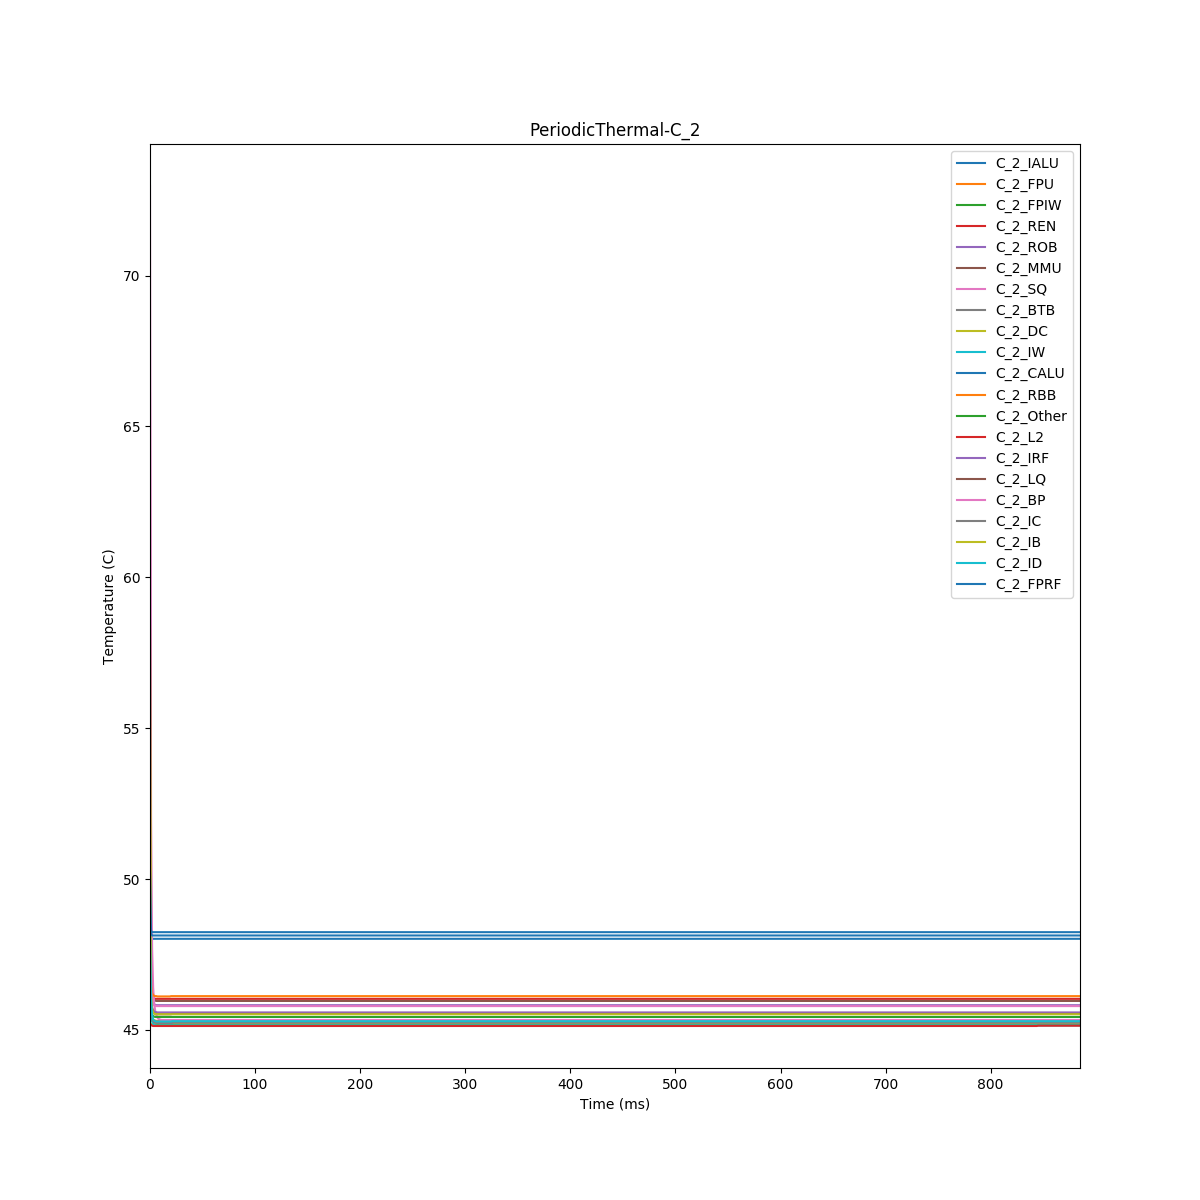 PeriodicThermal-C_2
C_2_IALU
C_2_FPU
C_2_FPIW
C_2_REN
C_2_ROB
C_2_MMU
C_2_SQ
C_2_BTB
C_2_DC
C_2_IW
C_2_CALU
C_2_RBB
C_2_Other
C_2_L2
C_2_IRF
C_2_LQ
C_2_BP
C_2_IC
C_2_IB
C_2_ID
C_2_FPRF
70
65
60
55
50
45
Temperature (C)
0 100 200 300 400 500 600 700 800
Time (ms)